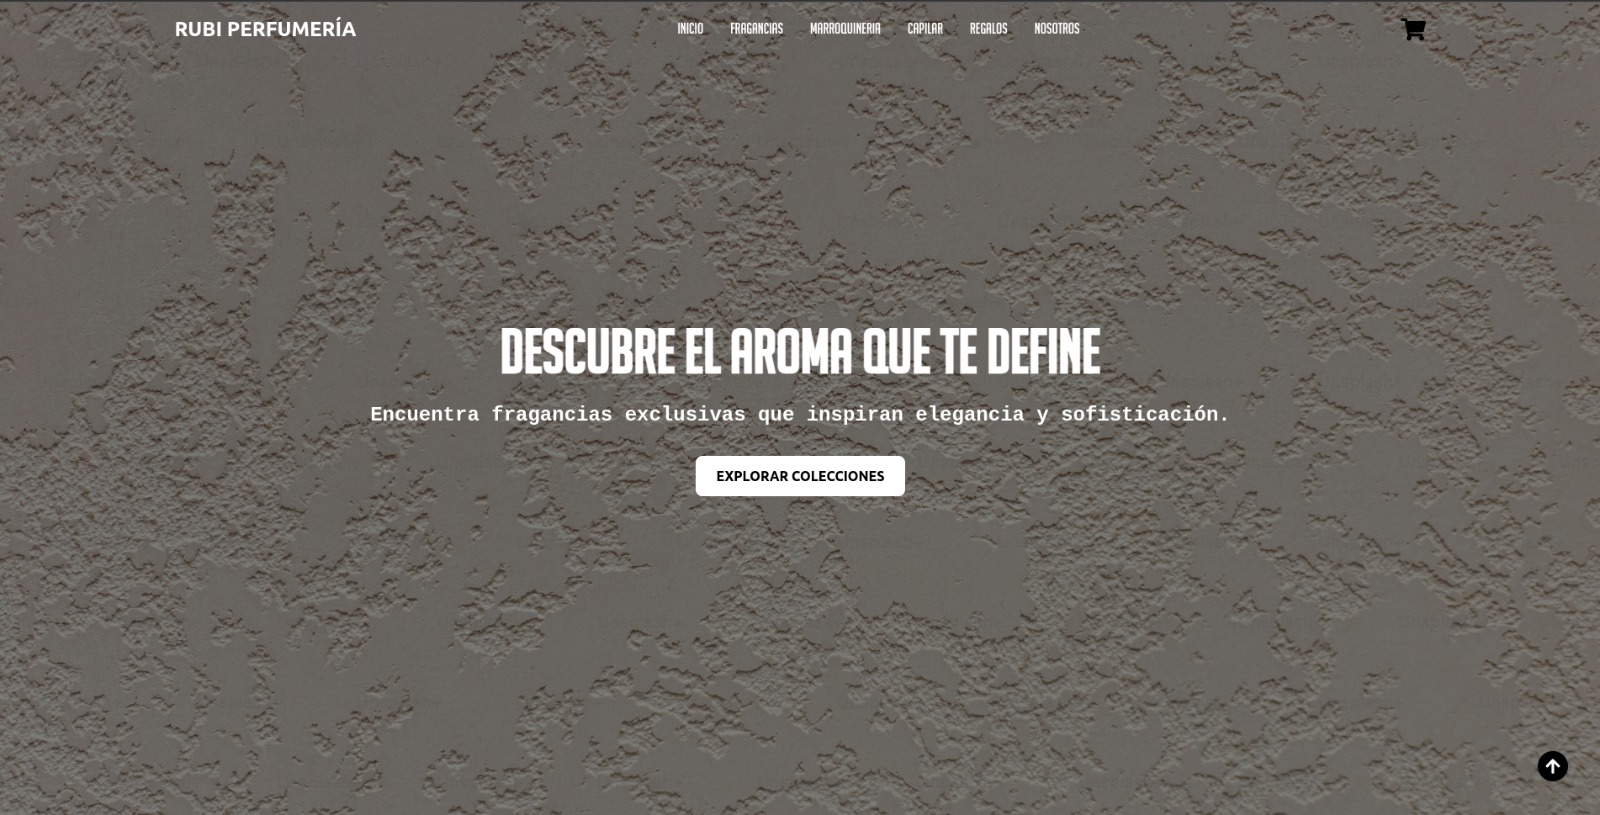 RUBI PERFUMERÍA
INICIO FRAGANCIAS MARROQUINERIA CAPILAR REGALOS NOSOTROS
DESCUBRE EL AROMA QUE TE DEFINE
Encuentra fragancias exclusivas que inspiran elegancia y sofisticación.
EXPLORAR COLECCIONES